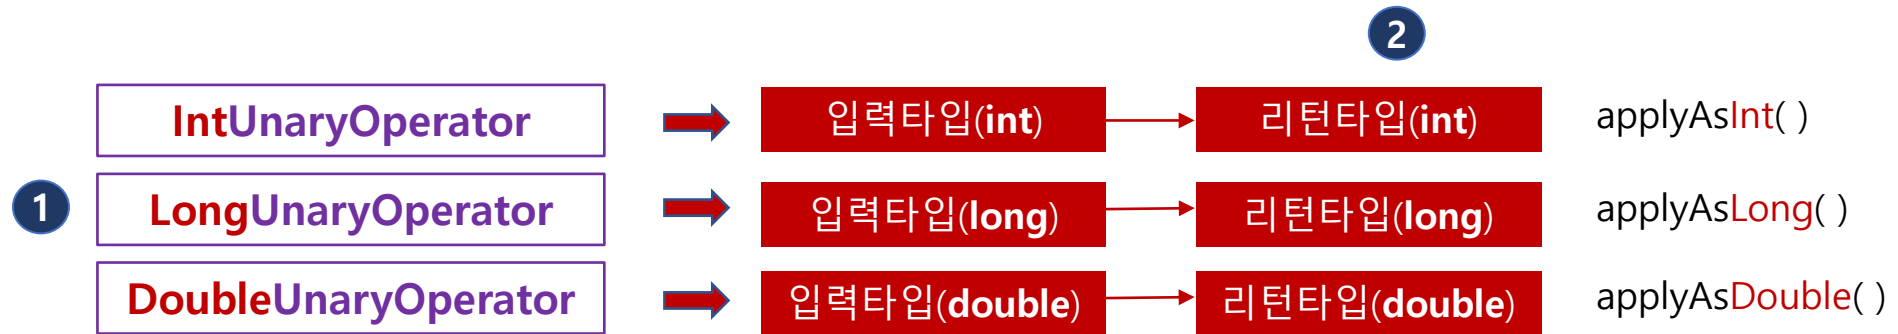 2
IntUnaryOperator 입력타입(int) 리턴타입(int) applyAsInt( )
1 LongUnaryOperator 입력타입(long) 리턴타입(long) applyAsLong( )
DoubleUnaryOperator 입력타입(double) 리턴타입(double) applyAsDouble( )